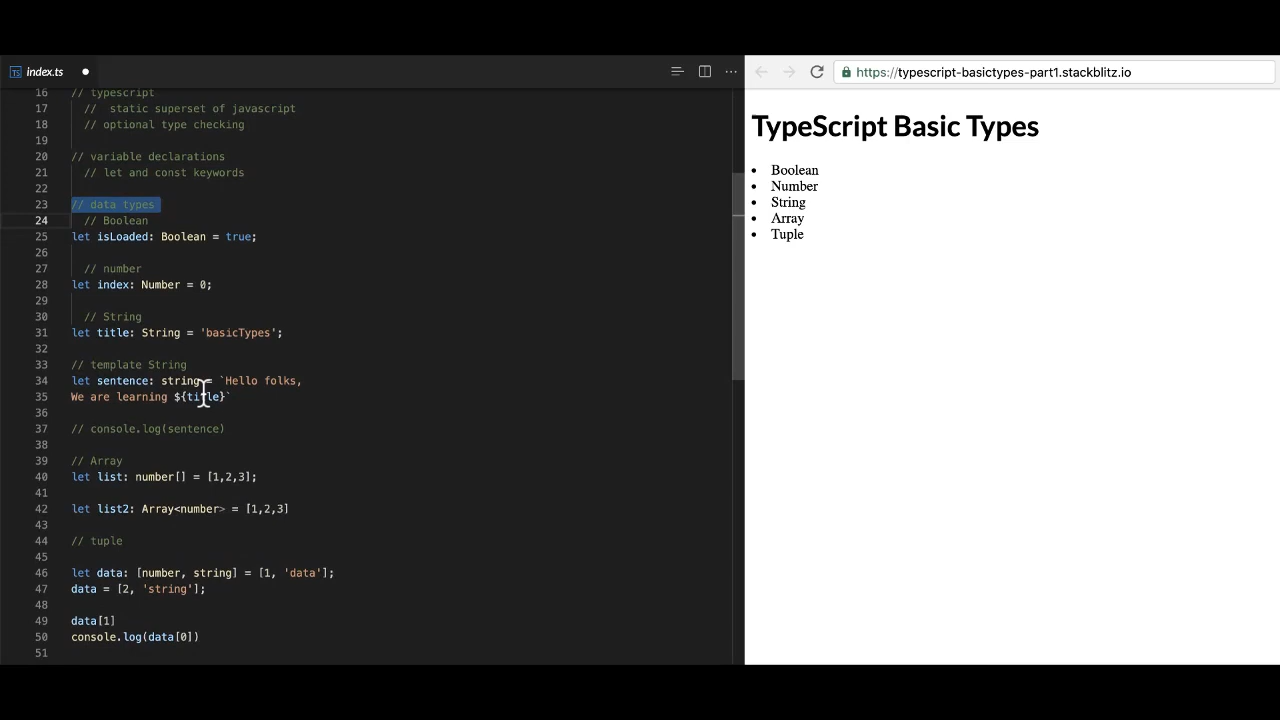 index.ts
https://typescript-basictypes-part1.stackblitz.io
16 // typescript
17 // static superset of javascript
18 // optional type checking
19
20 // variable declarations
21 // let and const keywords
22
23 // data types
24 // Boolean
25 let isLoaded: Boolean = true;
26
27 // number
28 let index: Number = 0;
29
30 // String
31 let title: String = 'basicTypes';
32
33 // template String
34 let sentence: string = `Hello folks,
35 We are learning ${title}`
36
37 // console.log(sentence)
38
39 // Array
40 let list: number[] = [1,2,3];
41
42 let list2: Array<number> = [1,2,3]
43
44 // tuple
45
46 let data: [number, string] = [1, 'data'];
47 data = [2, 'string'];
48
49 data[1]
50 console.log(data[0])
51
TypeScript Basic Types
Boolean
Number
String
Array
Tuple